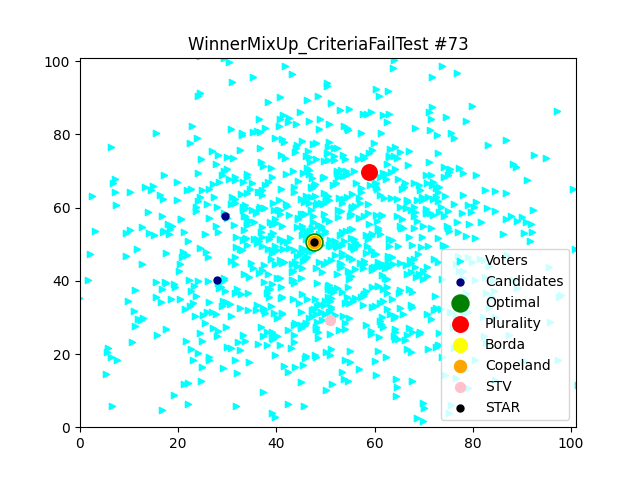 WinnerMixUp_CriteriaFailTest #73
100
80
60
40
20
0
0 20 40 60 80 100
Voters
Candidates
Optimal
Plurality
Borda
Copeland
STV
STAR